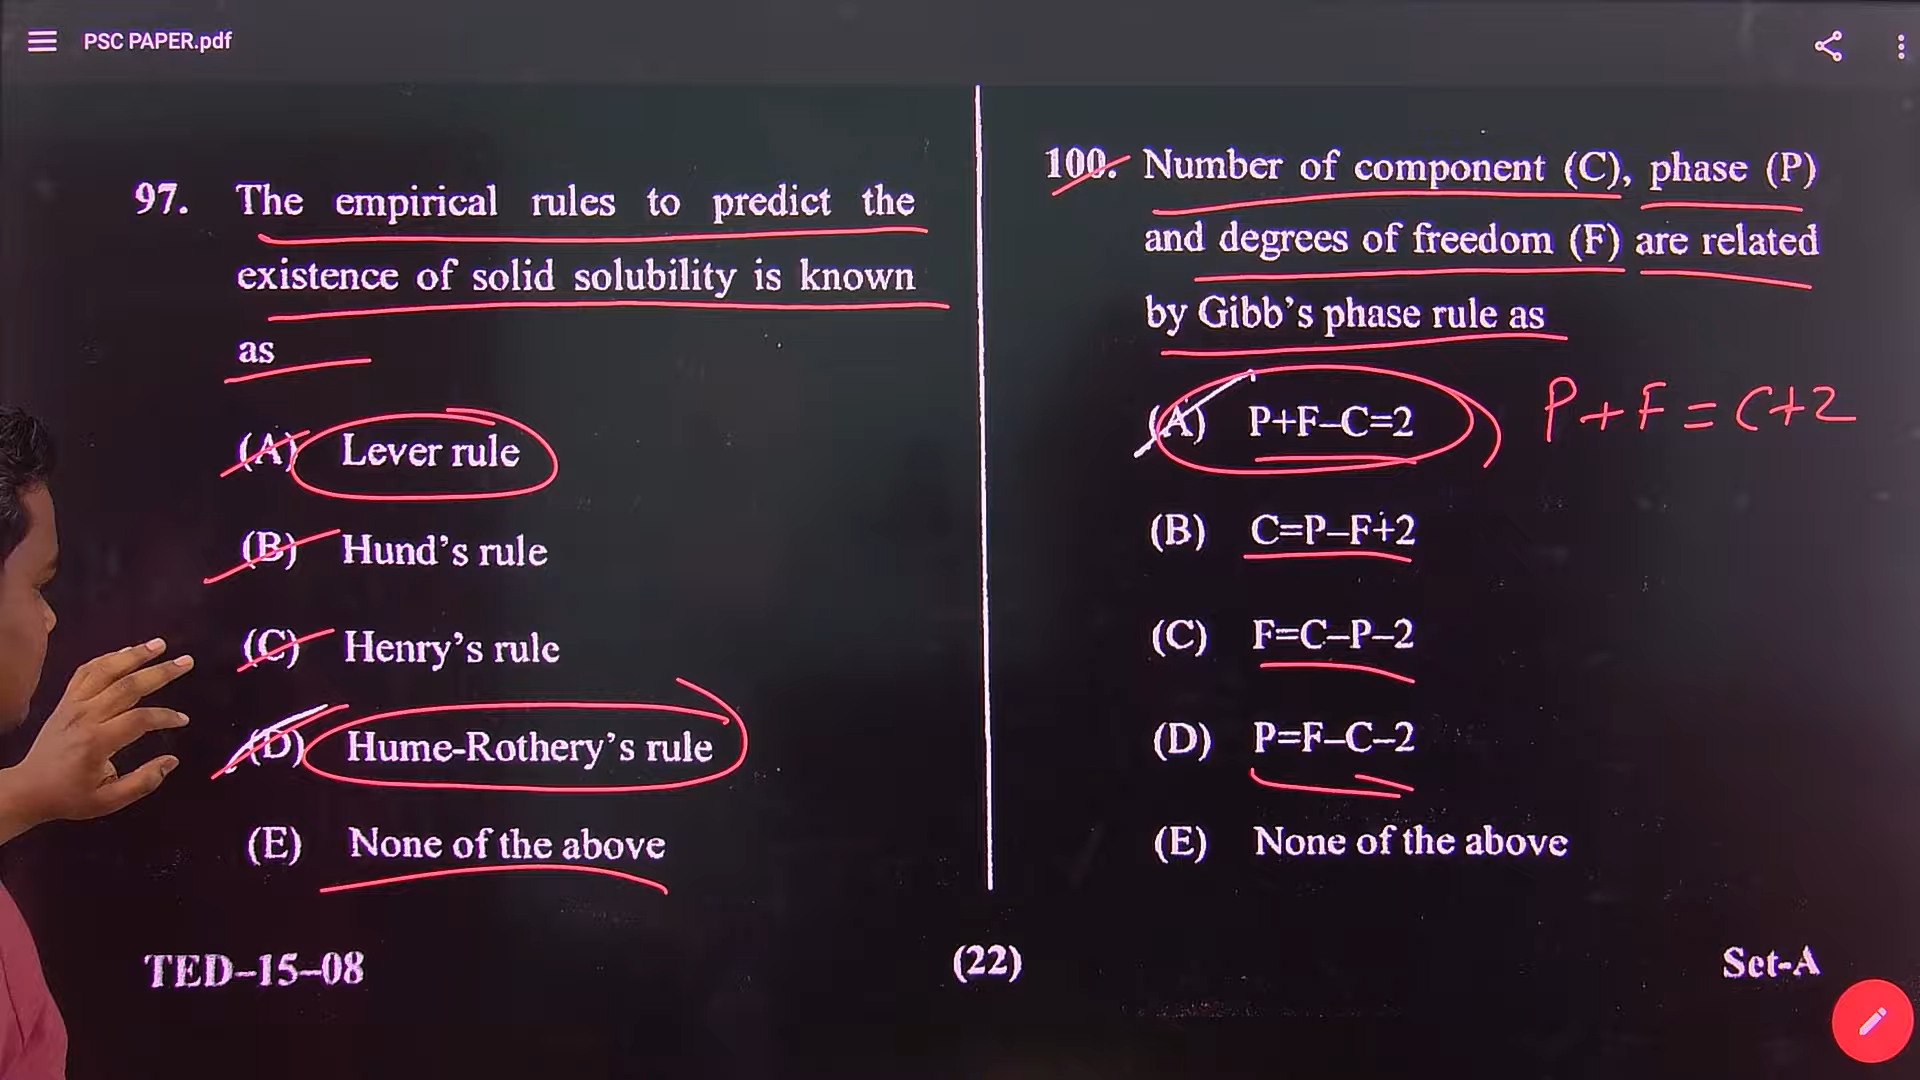 PSC PAPER.pdf
97. The empirical rules to predict the
existence of solid solubility is known
as
(A) Lever rule
(B) Hund's rule
(C) Henry's rule
(D) Hume-Rothery's rule
(E) None of the above
100. Number of component (C), phase (P)
and degrees of freedom (F) are related
by Gibb's phase rule as
(A) P+F–C=2
P+F=C+2
(B) C=P–F+2
(C) F=C–P–2
(D) P=F–C–2
(E) None of the above
TED–15–08
(22)
Set-A